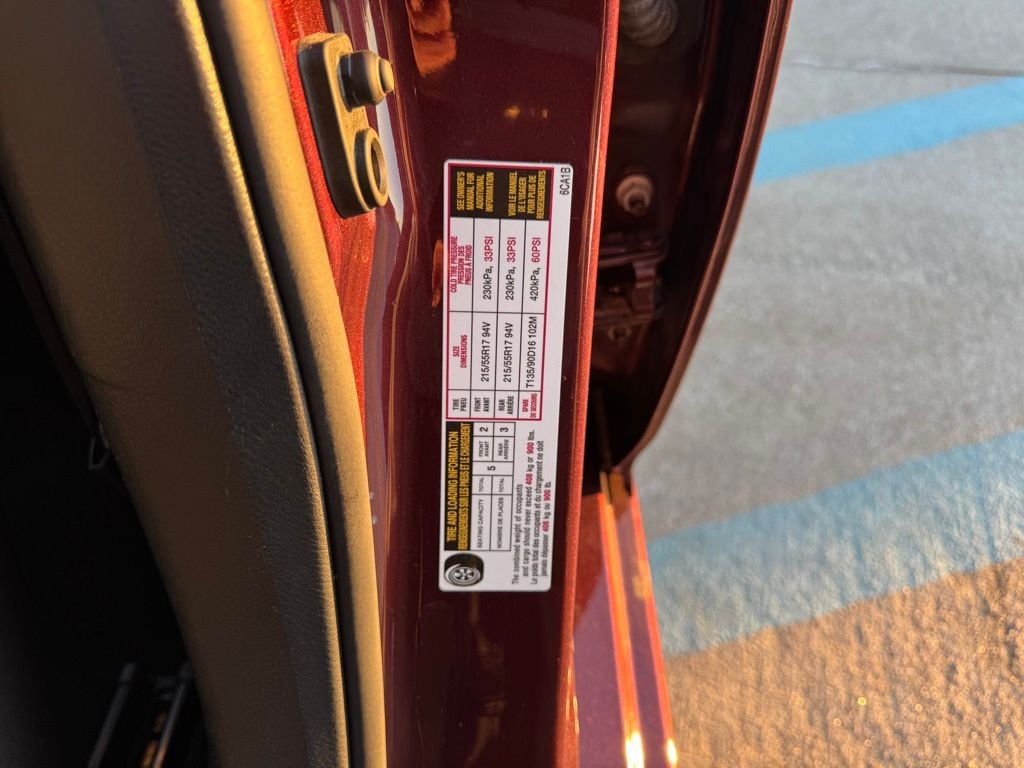 TIRE AND LOADING INFORMATION
RENSEIGNEMENTS SUR LES PNEUS ET LE CHARGEMENT
SEATING CAPACITY
TOTAL
5
FRONT
AVANT
2
NOMBRE DE PLACES
TOTAL
REAR
ARRIÈRE
3
The combined weight of occupants
and cargo should never exceed 408 kg or 900 lbs.
Le poids total des occupants et du chargement ne doit
jamais dépasser 408 kg ou 900 lb.
TIRE
PNEU
SIZE
DIMENSIONS
COLD TIRE PRESSURE
PRESSION DES
PNEUS À FROID
SEE OWNER'S
MANUAL FOR
ADDITIONAL
INFORMATION
FRONT
AVANT
215/55R17 94V
230kPa, 33PSI
REAR
ARRIÈRE
215/55R17 94V
230kPa, 33PSI
VOIR LE MANUEL
DE L'USAGER
POUR PLUS DE
RENSEIGNEMENTS
SPARE
DE SECOURS
T135/90D16 102M
420kPa, 60PSI
6CA1B